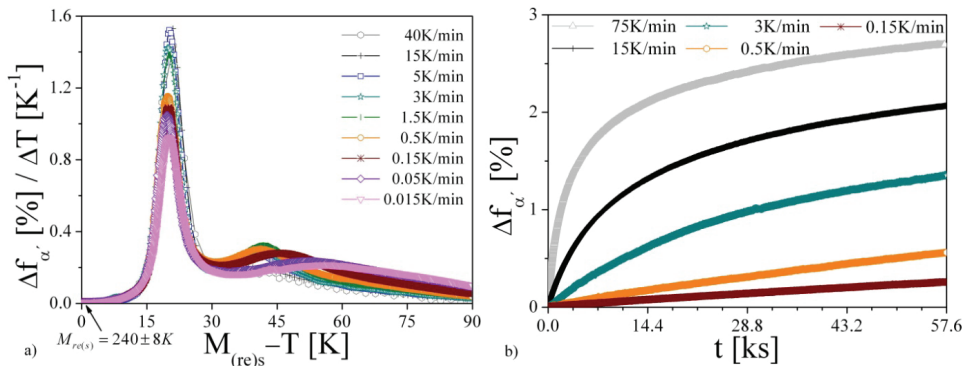 Δf_α′ [%] / ΔT [K⁻¹]
1.6
1.2
0.8
0.4
0.0
40K/min
15K/min
5K/min
3K/min
1.5K/min
0.5K/min
0.15K/min
0.05K/min
0.015K/min
0 15 30 45 60 75 90
M_re(s) = 240±8K
M_(re)s –T [K]
a)
Δf_α′ [%]
3
2
1
0
75K/min 3K/min 0.15K/min
15K/min 0.5K/min
0.0 14.4 28.8 43.2 57.6
t [ks]
b)